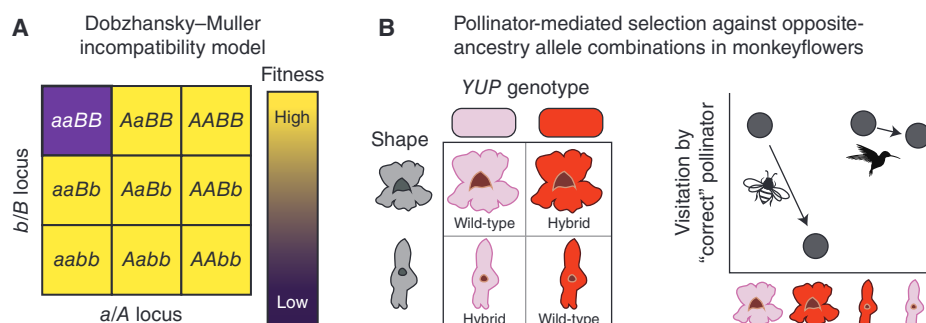 A
Dobzhansky–Muller
incompatibility model
Fitness
High
Low
aaBB AaBB AABB
aaBb AaBb AABb
aabb Aabb AAbb
b/B locus
a/A locus
B
Pollinator-mediated selection against opposite-
ancestry allele combinations in monkeyflowers
YUP genotype
Shape
Wild-type Hybrid
Hybrid Wild-type
Visitation by
“correct” pollinator